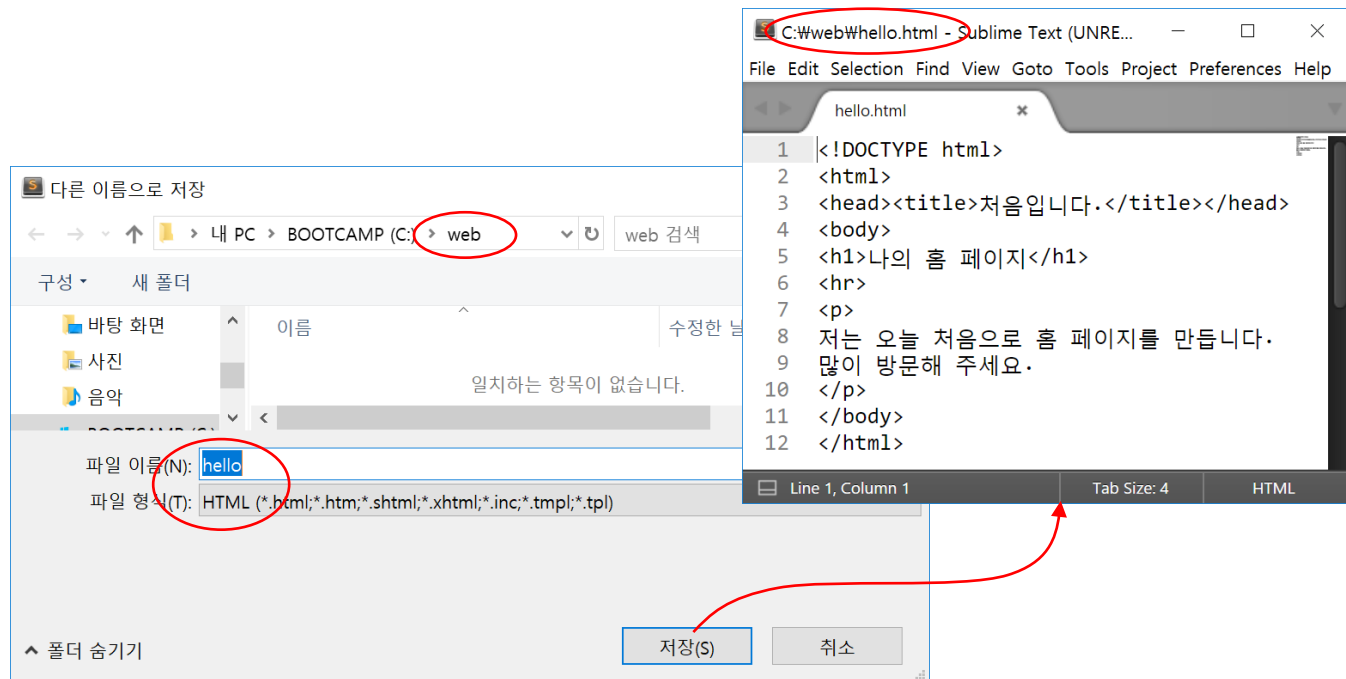 C:₩web₩hello.html - Sublime Text (UNRE...
File Edit Selection Find View Goto Tools Project Preferences Help
hello.html
1 <!DOCTYPE html>
2 <html>
3 <head><title>처음입니다.</title></head>
4 <body>
5 <h1>나의 홈 페이지</h1>
6 <hr>
7 <p>
8 저는 오늘 처음으로 홈 페이지를 만듭니다.
9 많이 방문해 주세요.
10 </p>
11 </body>
12 </html>
Line 1, Column 1 Tab Size: 4 HTML
다른 이름으로 저장
내 PC > BOOTCAMP (C:) > web
web 검색
구성 새 폴더
바탕 화면
사진
음악
BOOTCAMP (C:)
이름 수정한 날
일치하는 항목이 없습니다.
파일 이름(N): hello
파일 형식(T): HTML (*.html;*.htm;*.shtml;*.xhtml;*.inc;*.tmpl;*.tpl)
폴더 숨기기
저장(S) 취소